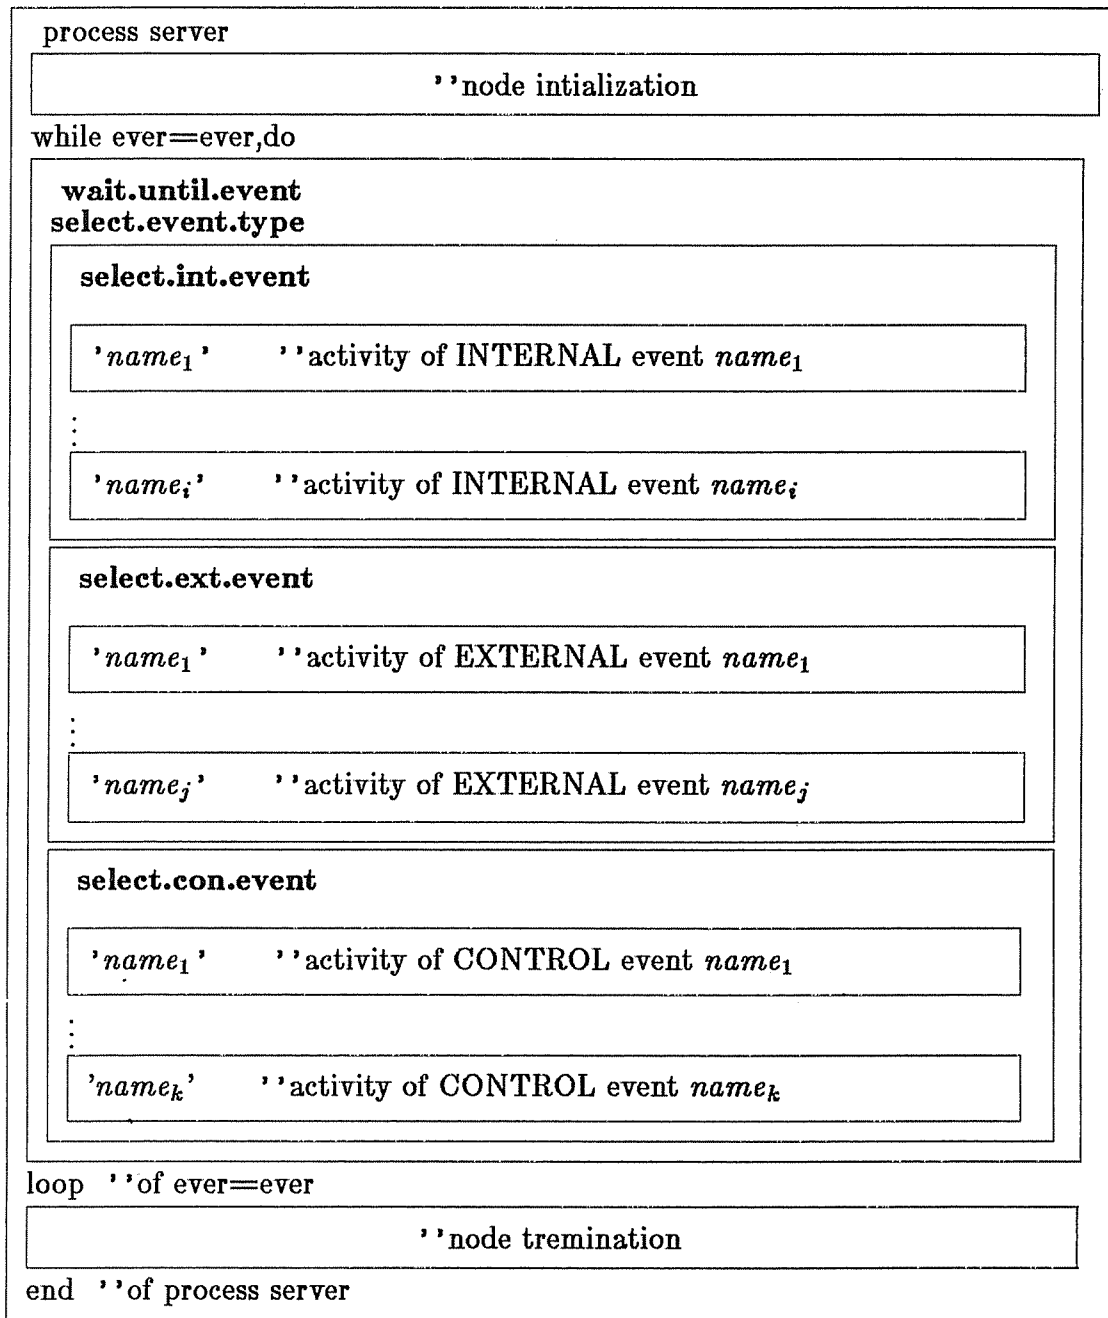 process server
’’node intialization
while ever==ever,do
wait.until.event
select.event.type
select.int.event
’name₁’ ’’activity of INTERNAL event name₁
⋮
’nameᵢ’ ’’activity of INTERNAL event nameᵢ
select.ext.event
’name₁’ ’’activity of EXTERNAL event name₁
⋮
’nameⱼ’ ’’activity of EXTERNAL event nameⱼ
select.con.event
’name₁’ ’’activity of CONTROL event name₁
⋮
’nameₖ’ ’’activity of CONTROL event nameₖ
loop ’’of ever==ever
’’node tremination
end ’’of process server